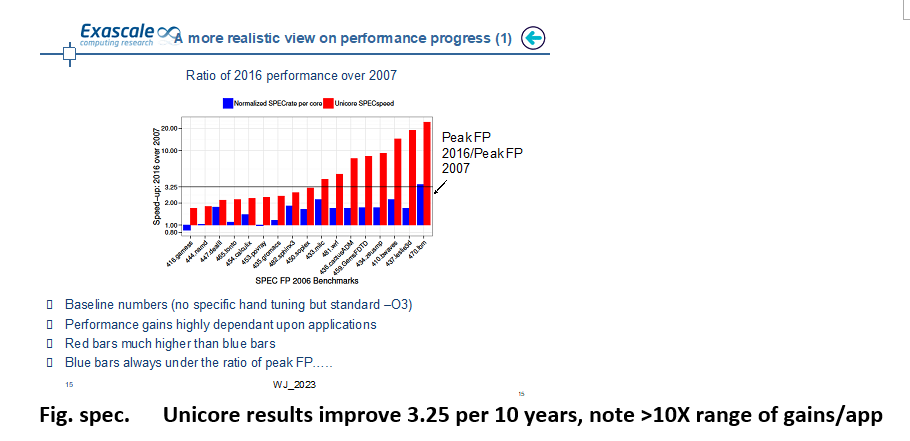 Exascale
computing research
A more realistic view on performance progress (1)
Ratio of 2016 performance over 2007
Normalized SPECrate per core Unicore SPECspeed
Speed-up: 2016 over 2007
20.00
10.00
3.25
2.00
1.00
0.80
416.gamess
444.namd
447.dealII
465.tonto
454.calculix
453.povray
435.gromacs
482.sphinx3
450.soplex
433.milc
481.wrf
436.cactusADM
459.GemsFDTD
434.zeusmp
410.bwaves
437.leslie3d
470.lbm
SPEC FP 2006 Benchmarks
Peak FP
2016/Peak FP
2007
Baseline numbers (no specific hand tuning but standard –O3)
Performance gains highly dependant upon applications
Red bars much higher than blue bars
Blue bars always under the ratio of peak FP.….
15
WJ_2023
15
Fig. spec. Unicore results improve 3.25 per 10 years, note >10X range of gains/app